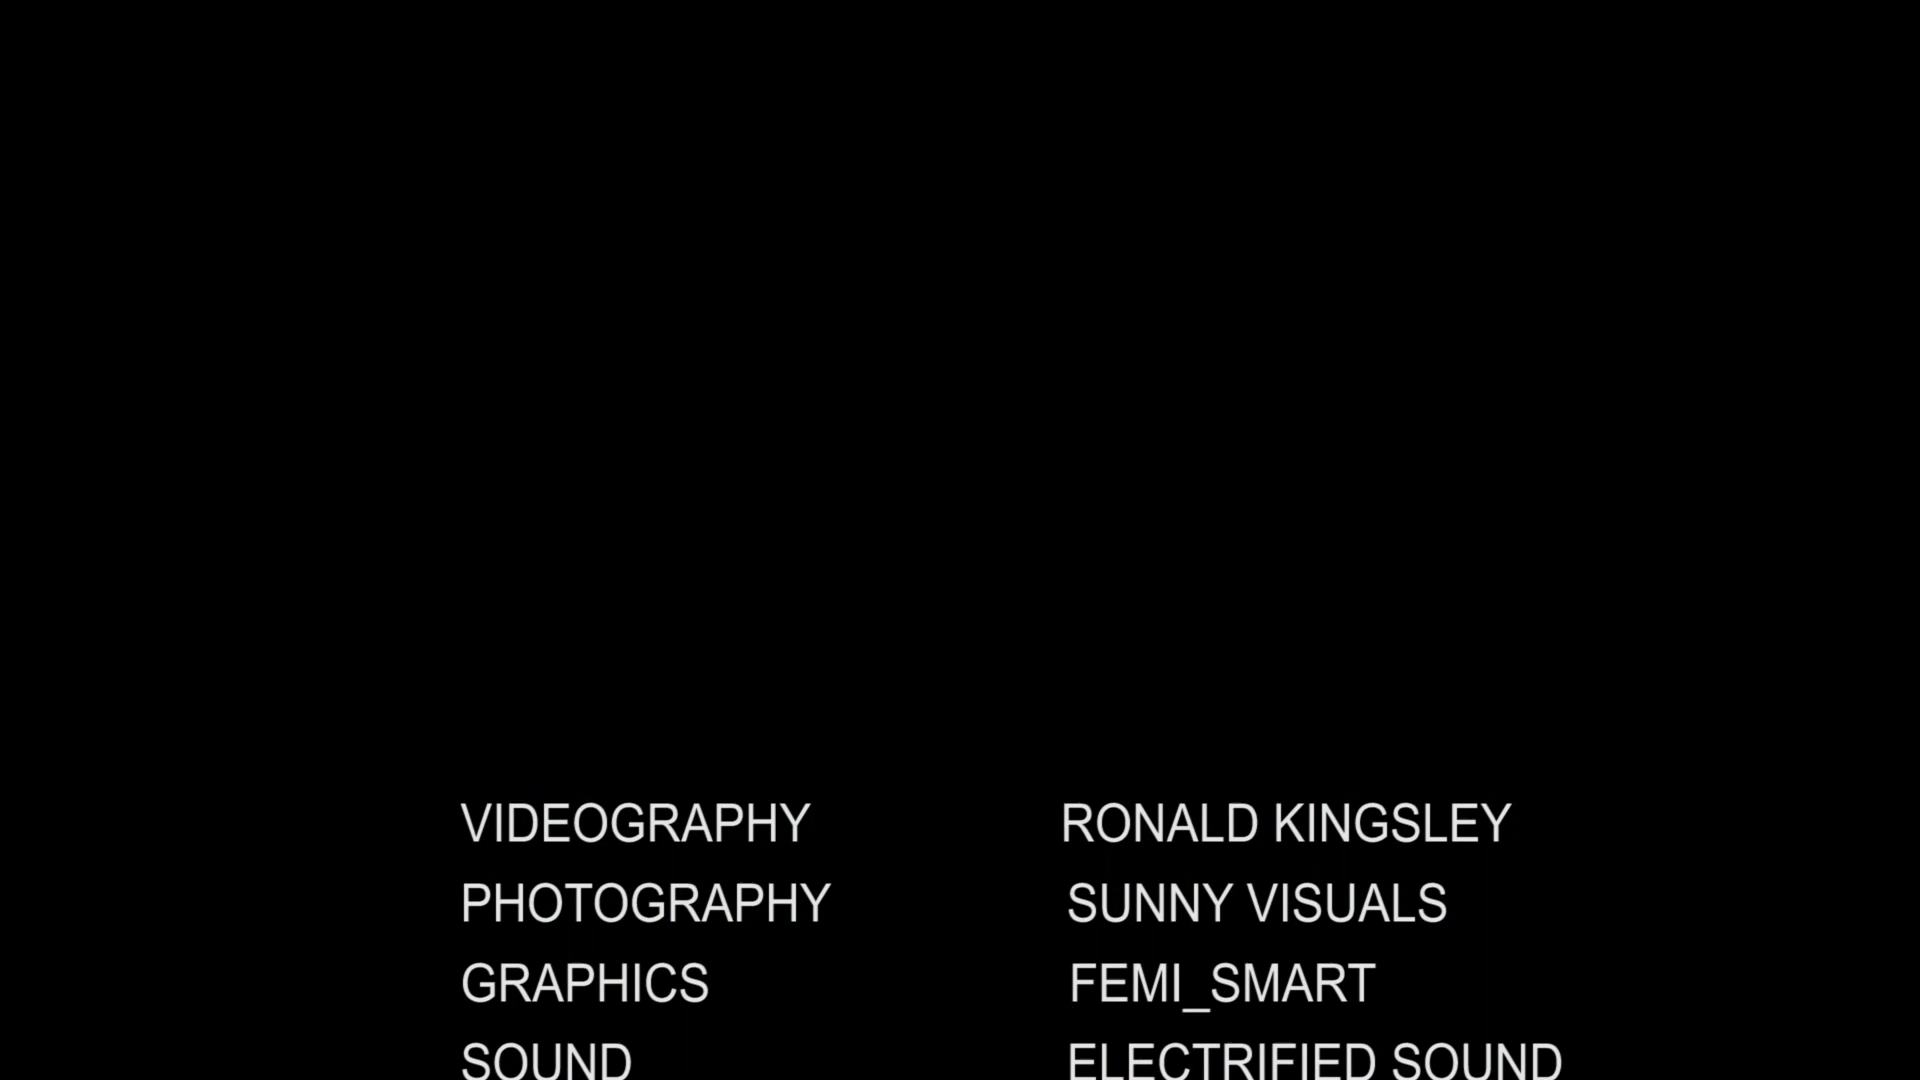 VIDEOGRAPHY RONALD KINGSLEY
PHOTOGRAPHY SUNNY VISUALS
GRAPHICS FEMI_SMART
SOUND ELECTRIFIED SOUND